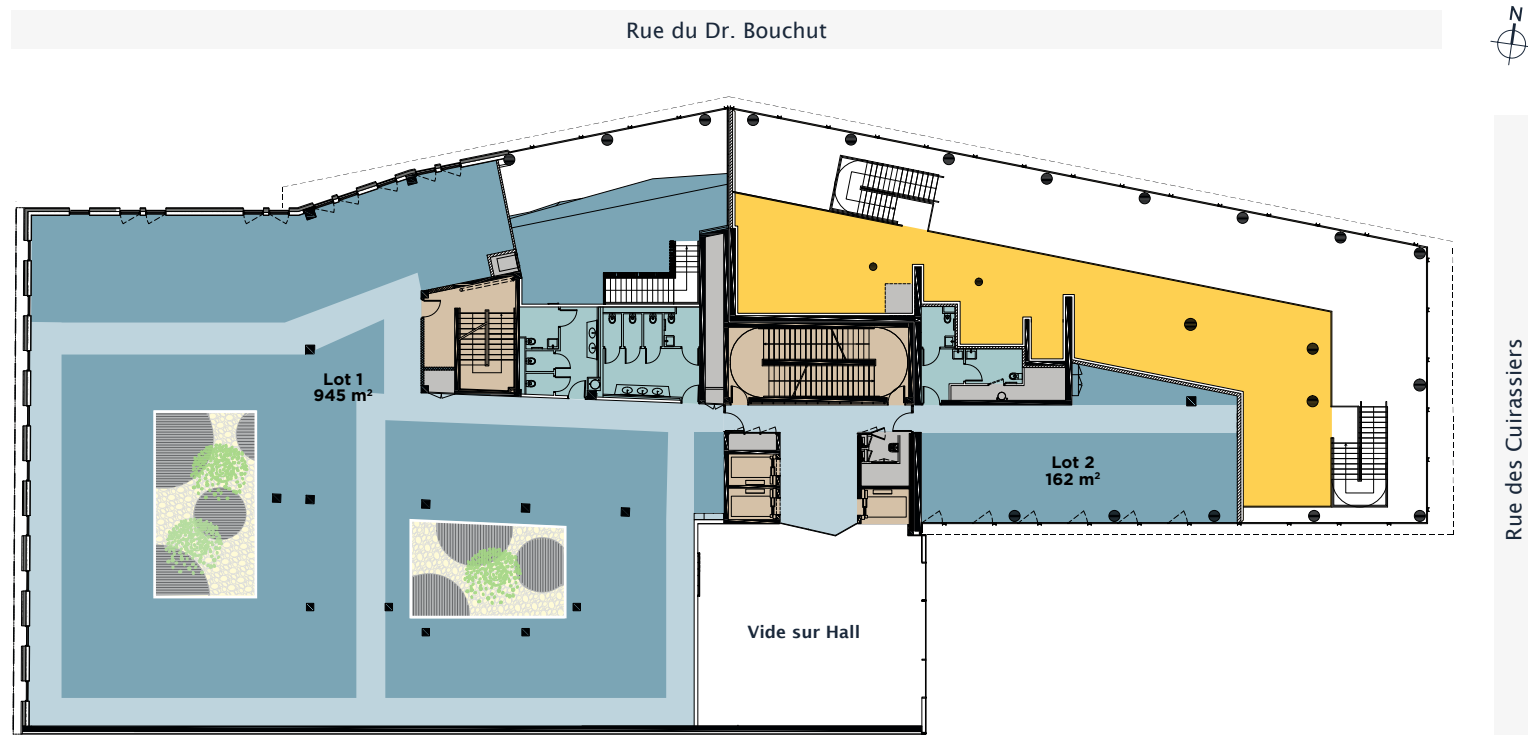 Rue du Dr. Bouchut
N
Lot 1
945 m²
Lot 2
162 m²
Rue des Cuirassiers
Vide sur Hall